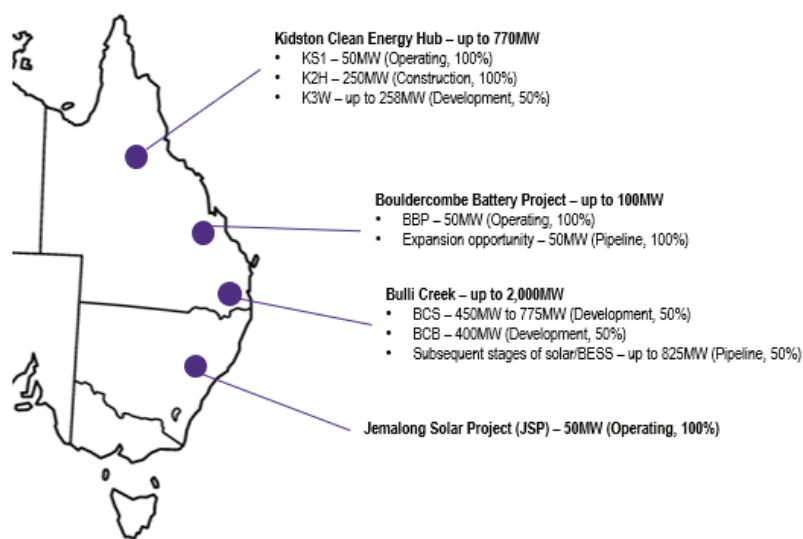 Kidston Clean Energy Hub – up to 770MW
• KS1 – 50MW (Operating, 100%)
• K2H – 250MW (Construction, 100%)
• K3W – up to 258MW (Development, 50%)
Bouldercombe Battery Project – up to 100MW
• BBP – 50MW (Operating, 100%)
• Expansion opportunity – 50MW (Pipeline, 100%)
Bulli Creek – up to 2,000MW
• BCS – 450MW to 775MW (Development, 50%)
• BCB – 400MW (Development, 50%)
• Subsequent stages of solar/BESS – up to 825MW (Pipeline, 50%)
Jemalong Solar Project (JSP) – 50MW (Operating, 100%)